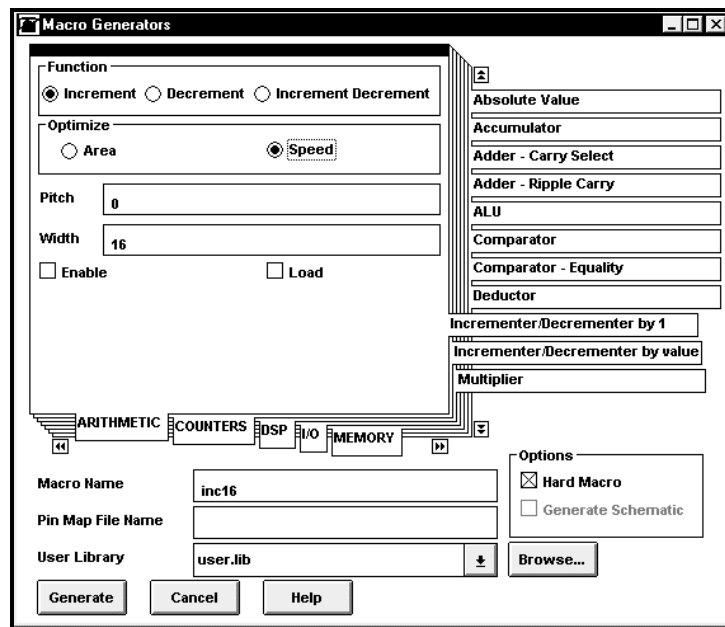 Macro Generators
Function
Increment Decrement Increment Decrement
Optimize
Area Speed
Pitch 0
Width 16
Enable Load
Absolute Value
Accumulator
Adder - Carry Select
Adder - Ripple Carry
ALU
Comparator
Comparator - Equality
Deductor
Incrementer/Decrementer by 1
Incrementer/Decrementer by value
Multiplier
ARITHMETIC COUNTERS DSP I/O MEMORY
Macro Name inc16
Pin Map File Name
User Library user.lib Browse...
Options
Hard Macro
Generate Schematic
Generate Cancel Help